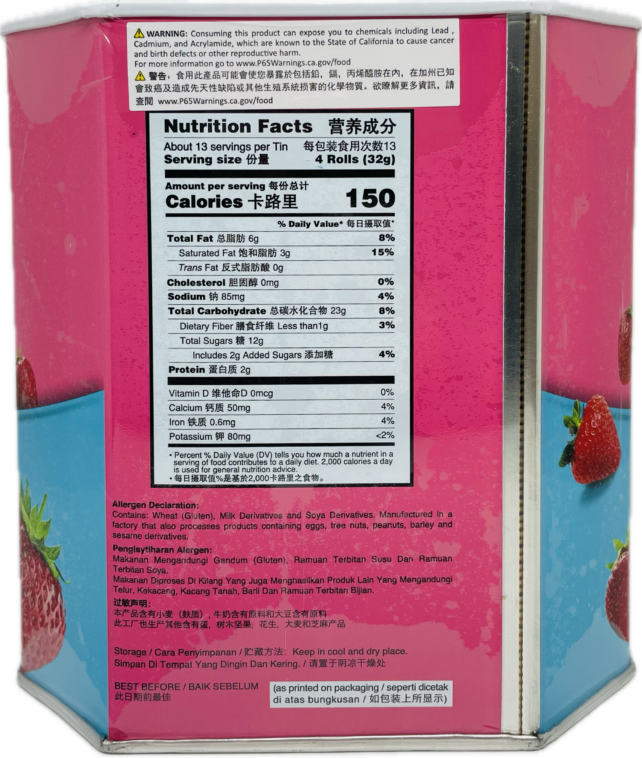 ⚠ WARNING: Consuming this product can expose you to chemicals including Lead ,
Cadmium, and Acrylamide, which are known to the State of California to cause cancer
and birth defects or other reproductive harm.
For more information go to www.P65Warnings.ca.gov/food
⚠ 警告: 食用此產品可能會使您暴露於包括鉛, 鎘, 丙烯醯胺在內, 在加州已知
會致癌及造成先天性缺陷或其他生殖系統損害的化學物質。欲瞭解更多資訊, 請
查閱 www.P65Warnings.ca.gov/food
Nutrition Facts 营养成分
About 13 servings per Tin 每包装食用次数13
Serving size 份量 4 Rolls (32g)
Amount per serving 每份总计
Calories 卡路里 150
% Daily Value* 每日摄取值*
Total Fat 总脂肪 6g 8%
Saturated Fat 饱和脂肪 3g 15%
Trans Fat 反式脂肪酸 0g
Cholesterol 胆固醇 0mg 0%
Sodium 钠 85mg 4%
Total Carbohydrate 总碳水化合物 23g 8%
Dietary Fiber 膳食纤维 Less than1g 3%
Total Sugars 糖 12g
Includes 2g Added Sugars 添加糖 4%
Protein 蛋白质 2g
Vitamin D 维他命D 0mcg 0%
Calcium 钙质 50mg 4%
Iron 铁质 0.6mg 4%
Potassium 钾 80mg <2%
* Percent % Daily Value (DV) tells you how much a nutrient in a
serving of food contributes to a daily diet. 2,000 calories a day
is used for general nutrition advice.
* 每日摄取值%是基於2,000卡路里之食物。
Allergen Declaration:
Contains: Wheat (Gluten), Milk Derivatives and Soya Derivatives. Manufactured in a
factory that also processes products containing eggs, tree nuts, peanuts, barley and
sesame derivatives.
Pengisytiharan Alergen:
Makanan Mengandungi Gandum (Gluten), Ramuan Terbitan Susu Dan Ramuan
Terbitan Soya.
Makanan Diproses Di Kilang Yang Juga Menghasilkan Produk Lain Yang Mengandungi
Telur, Kekacang, Kacang Tanah, Barli Dan Ramuan Terbitan Bijian.
过敏声明:
本产品含有小麦 (麸质), 牛奶含有原料和大豆含有原料
此工厂也生产其他含有蛋, 树木坚果, 花生, 大麦和芝麻产品
Storage / Cara Penyimpanan / 贮藏方法: Keep in cool and dry place.
Simpan Di Tempat Yang Dingin Dan Kering. / 请置于阴凉干燥处
BEST BEFORE / BAIK SEBELUM
此日期前最佳
(as printed on packaging / seperti dicetak
di atas bungkusan / 如包装上所显示)